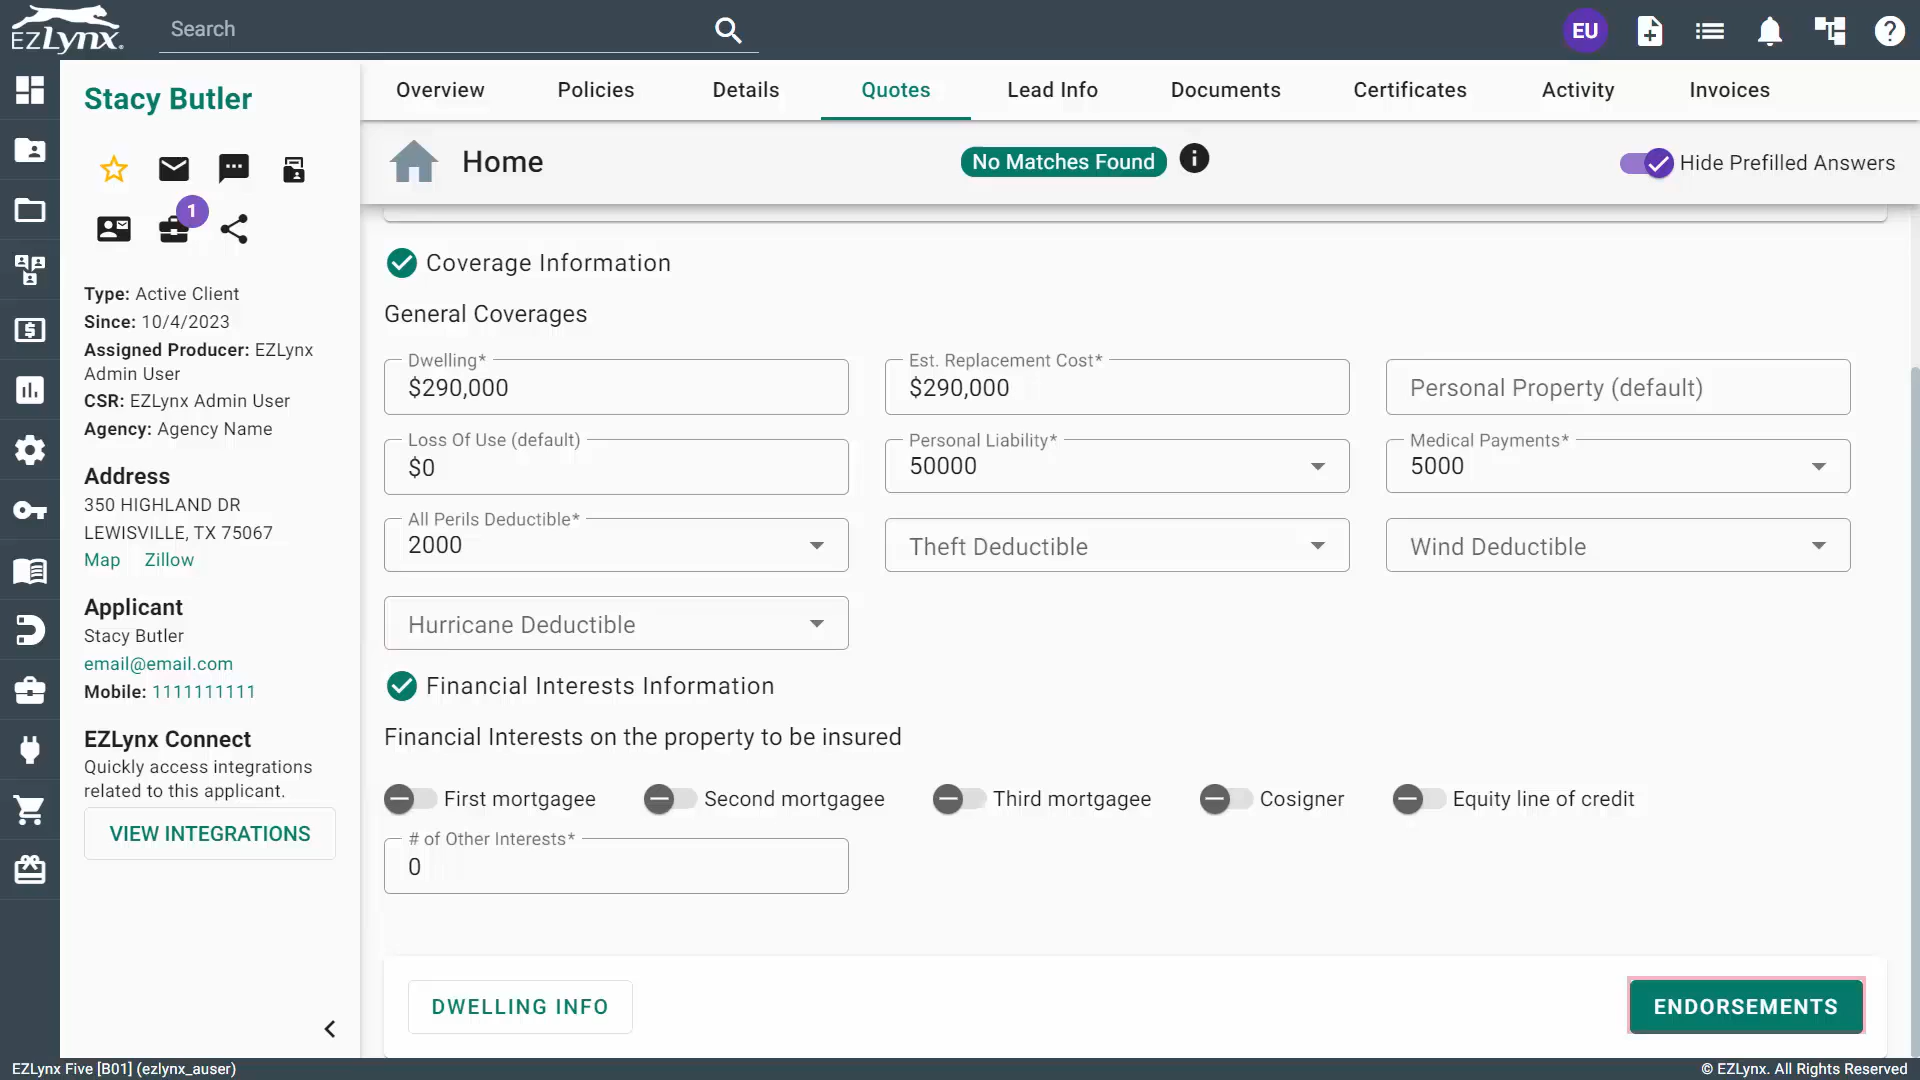 EZLynx.
Search
EU
Stacy Butler
1
Type: Active Client
Since: 10/4/2023
Assigned Producer: EZLynx
Admin User
CSR: EZLynx Admin User
Agency: Agency Name
Address
350 HIGHLAND DR
LEWISVILLE, TX 75067
Map Zillow
Applicant
Stacy Butler
email@email.com
Mobile: 1111111111
EZLynx Connect
Quickly access integrations
related to this applicant.
VIEW INTEGRATIONS
Overview Policies Details Quotes Lead Info Documents Certificates Activity Invoices
Home No Matches Found Hide Prefilled Answers
Coverage Information
General Coverages
Dwelling* Est. Replacement Cost*
$290,000 $290,000 Personal Property (default)
Loss Of Use (default) Personal Liability* Medical Payments*
$0 50000 5000
All Perils Deductible*
2000 Theft Deductible Wind Deductible
Hurricane Deductible
Financial Interests Information
Financial Interests on the property to be insured
First mortgagee Second mortgagee Third mortgagee Cosigner Equity line of credit
# of Other Interests*
0
DWELLING INFO ENDORSEMENTS
EZLynx Five [B01] (ezlynx_auser) © EZLynx. All Rights Reserved